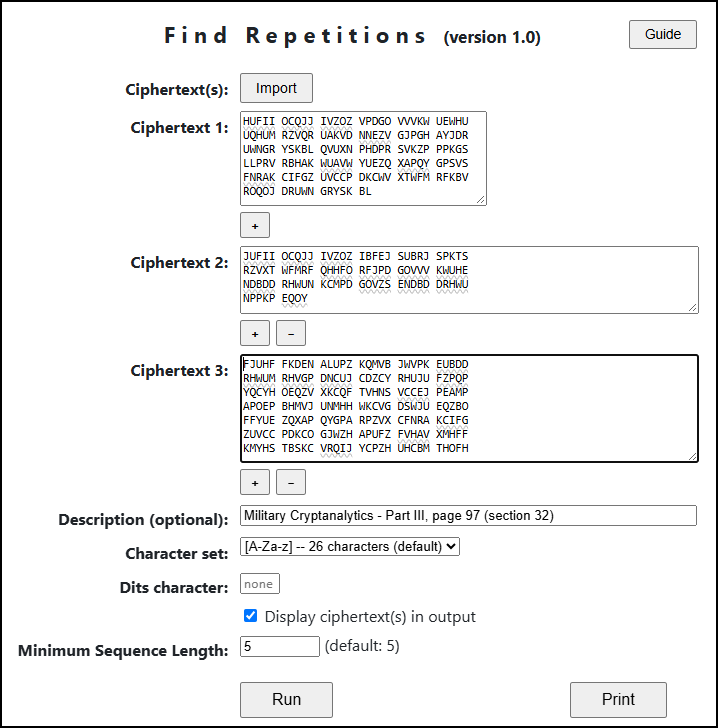 Find Repetitions (version 1.0)
Guide
Ciphertext(s): Import
Ciphertext 1:
HUFII OCQJJ IVZOZ VPDGO VVVKW UEWHU
UQHUM RZVQR UAKVD NNEZV GJPGH AYJDR
UWNGR YSKBL QVUXN PHDPR SVKZP PPKGS
LLPRV RBHAK WUAVW YUEZQ XAPQY GPSVS
FNRAK CIFGZ UVCCP DKCWV XTWFM RFKBV
ROQOJ DRUWN GRYSK BL
+
Ciphertext 2:
JUFII OCQJJ IVZOZ IBFEJ SUBRJ SPKTS
RZVXT WFMRF QHHFO RFJPD GOVVV KWUHE
NDBDD RHWUN KCMPD GOVZS ENDBD DRHWU
NPPKP EQOY
+ −
Ciphertext 3:
FJUHF FKDEN ALUPZ KQMVB JWVPK EUBDD
RHWUM RHVGP DNCUJ CDZCY RHUJU FZPQP
YQCYH OEQZV XKCQF TVHNS VCCEJ PEAMP
APOEP BHMVJ UNMHH WKCVG DSWJU EQZBO
FFYUE ZQXAP QYGPA RPZVX CFNRA KCIFG
ZUVCC PDKCO GJWZH APUFZ FVHAV XMHFF
KMYHS TBSKC VRQIJ YCPZH UHCBM THOFH
+ −
Description (optional): Military Cryptanalytics - Part III, page 97 (section 32)
Character set: [A-Za-z] -- 26 characters (default)
Dits character: none
Display ciphertext(s) in output
Minimum Sequence Length: 5 (default: 5)
Run Print